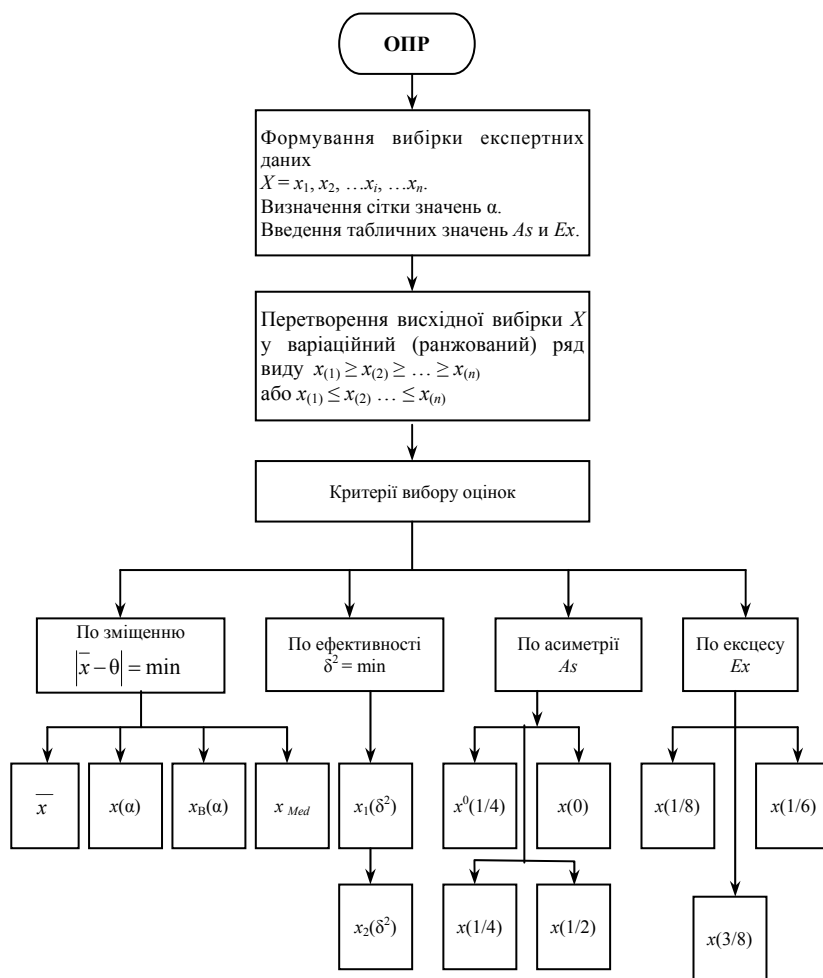 ОПР
Формування вибірки експертних
даних
X = x₁, x₂, …xᵢ, …xₙ.
Визначення сітки значень α.
Введення табличних значень As и Ex.
Перетворення висхідної вибірки X
у варіаційний (ранжований) ряд
виду x₍₁₎ ≥ x₍₂₎ ≥ … ≥ x₍ₙ₎
або x₍₁₎ ≤ x₍₂₎ … ≤ x₍ₙ₎
Критерії вибору оцінок
По зміщенню
|x̅ − θ| = min
По ефективності
δ² = min
По асиметрії
As
По ексцесу
Ex
x̅
x(α)
x_B(α)
x Med
x₁(δ²)
x⁰(1/4)
x(0)
x(1/8)
x(1/6)
x₂(δ²)
x(1/4)
x(1/2)
x(3/8)